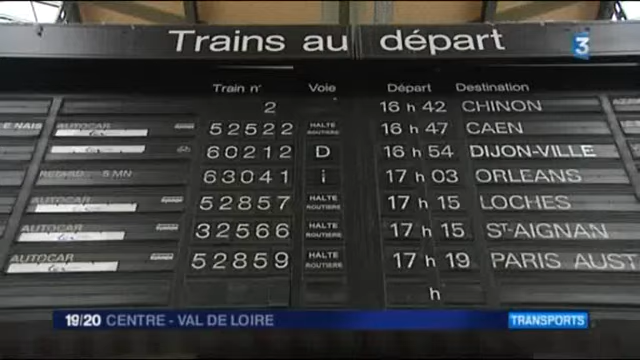 3
Trains au départ
Train n° Voie Départ Destination
2 16 h 42 CHINON
E NAIS AUTOCAR 52522 HALTE ROUTIERE 16 h 47 CAEN
60212 D 16 h 54 DIJON-VILLE
RETARD 5 MN 63041 i 17 h 03 ORLEANS
AUTOCAR 52857 HALTE ROUTIERE 17 h 15 LOCHES
AUTOCAR 32566 HALTE ROUTIERE 17 h 15 ST-AIGNAN
AUTOCAR 52859 HALTE ROUTIERE 17 h 19 PARIS AUST
h
19/20 CENTRE - VAL DE LOIRE TRANSPORTS